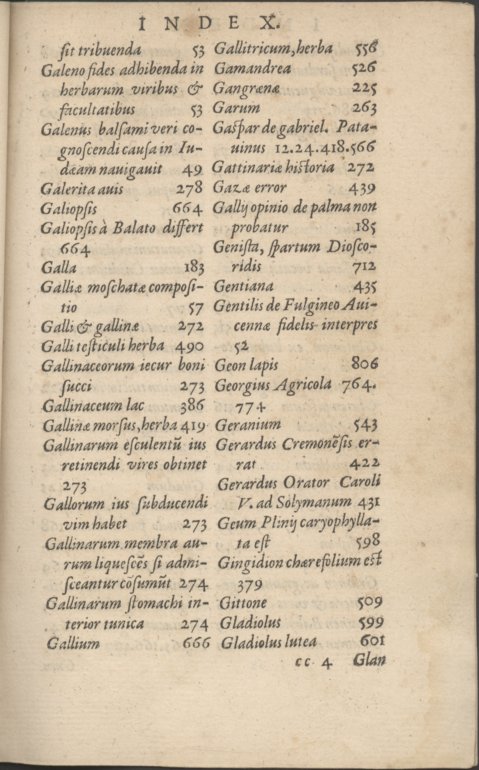 INDEX.
ſit tribuenda 53
Galeno fides adhibenda in
herbarum viribus &
facultatibus 53
Galenus balſami veri co-
gnoſcendi cauſa in Iu-
dæam nauigauit 49
Galerita auis 278
Galiopſis 664
Galiopſis à Balato differt
664
Galla 183
Galliæ moſchatæ compoſi-
tio 57
Galli & gallinæ 272
Galli teſticuli herba 490
Gallinaceorum iecur boni
ſucci 273
Gallinaceum lac 386
Gallinæ morſus, herba 419
Gallinarum eſculentũ ius
retinendi vires obtinet
273
Gallorum ius ſubducendi
vim habet 273
Gallinarum membra au-
rum liqueſcẽs ſi admi-
ſceantur cõſumũt 274
Gallinarum ſtomachi in-
terior tunica 274
Gallium 666
Gallitricum, herba 556
Gamandrea 526
Gangrænæ 225
Garum 263
Gaſpar de gabriel. Pata-
uinus 12.24.418.566
Gattinariæ hiſtoria 272
Gazæ error 439
Gallij opinio de palma non
probatur 185
Geniſta, ſpartum Dioſco-
ridis 712
Gentiana 435
Gentilis de Fulgineo Aui-
cennæ fidelis interpres
52
Geon lapis 806
Georgius Agricola 764.
774
Geranium 543
Gerardus Cremonẽſis er-
rat 422
Gerardus Orator Caroli
V. ad Solymanum 431
Geum Plinij caryophylla-
ta eſt 598
Gingidion chærefolium eſt
379
Gittone 509
Gladiolus 599
Gladiolus lutea 601
cc 4 Glan